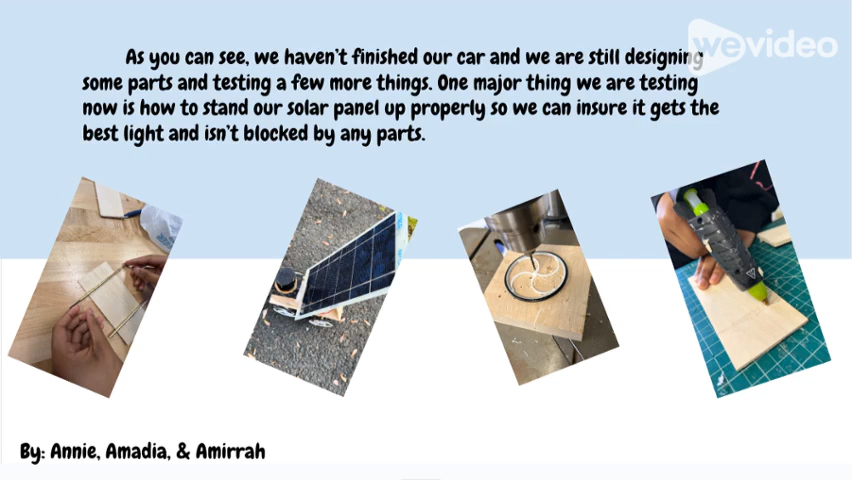 wevideo
As you can see, we haven't finished our car and we are still designing
some parts and testing a few more things. One major thing we are testing
now is how to stand our solar panel up properly so we can insure it gets the
best light and isn't blocked by any parts.
By: Annie, Amadia, & Amirrah